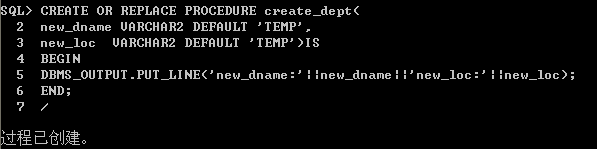 SQL> CREATE OR REPLACE PROCEDURE create_dept(
  2  new_dname VARCHAR2 DEFAULT 'TEMP',
  3  new_loc  VARCHAR2 DEFAULT 'TEMP')IS
  4  BEGIN
  5  DBMS_OUTPUT.PUT_LINE('new_dname:'||new_dname||'new_loc:'||new_loc);
  6  END;
  7  /
过程已创建。